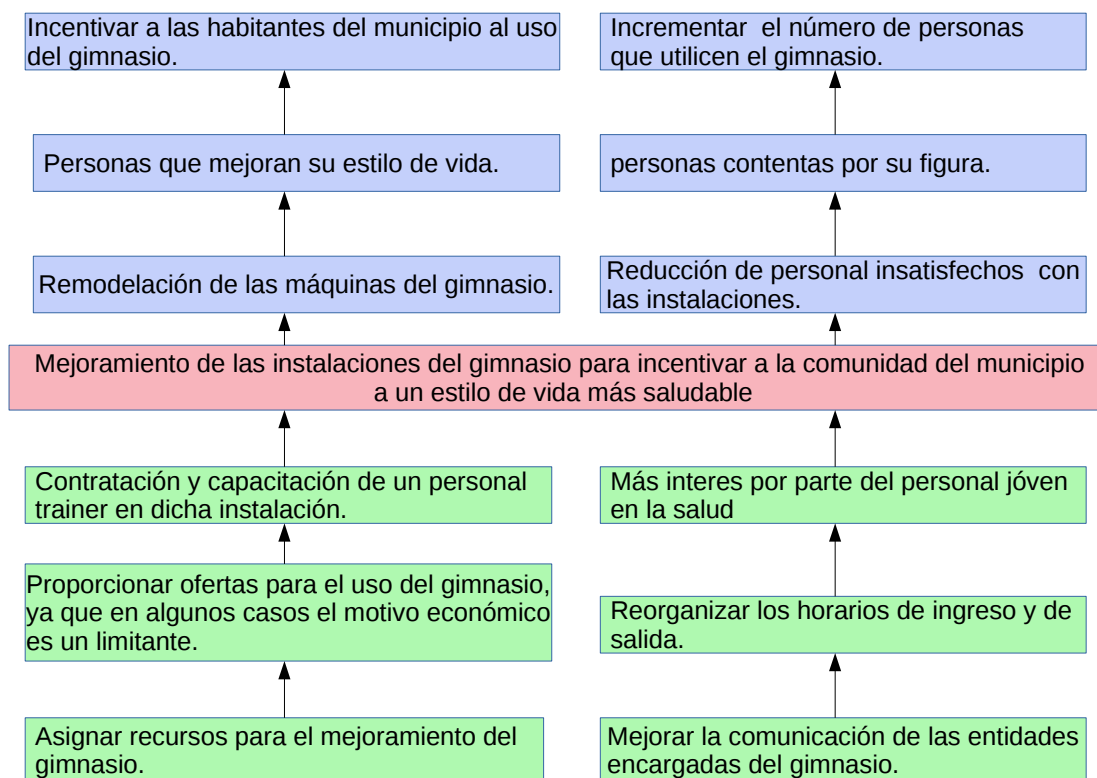 Incentivar a las habitantes del municipio al uso
del gimnasio.
Incrementar  el número de personas
que utilicen el gimnasio.
Personas que mejoran su estilo de vida.
personas contentas por su figura.
Remodelación de las máquinas del gimnasio.
Reducción de personal insatisfechos  con
las instalaciones.
Mejoramiento de las instalaciones del gimnasio para incentivar a la comunidad del municipio
a un estilo de vida más saludable
Contratación y capacitación de un personal
trainer en dicha instalación.
Más interes por parte del personal jóven
en la salud
Proporcionar ofertas para el uso del gimnasio,
ya que en algunos casos el motivo económico
es un limitante.
Reorganizar los horarios de ingreso y de
salida.
Asignar recursos para el mejoramiento del
gimnasio.
Mejorar la comunicación de las entidades
encargadas del gimnasio.